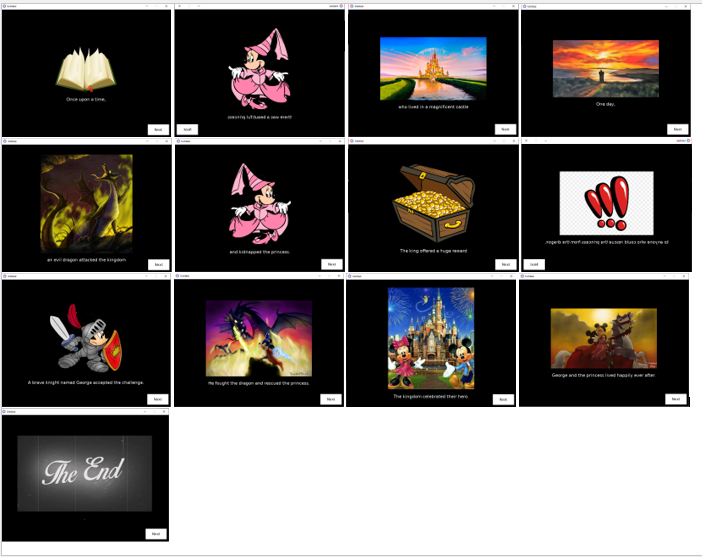 Once upon a time,
Next
there was a beautiful princess
Next
who lived in a magnificent castle
Next
One day,
Next
an evil dragon attacked the kingdom
Next
and kidnapped the princess.
Next
The king offered a huge reward
Next
to anyone who could rescue the princess from the dragon.
Next
A brave knight named George accepted the challenge.
Next
He fought the dragon and rescued the princess.
Next
The kingdom celebrated their hero
Next
George and the princess lived happily ever after.
Next
The End
Next